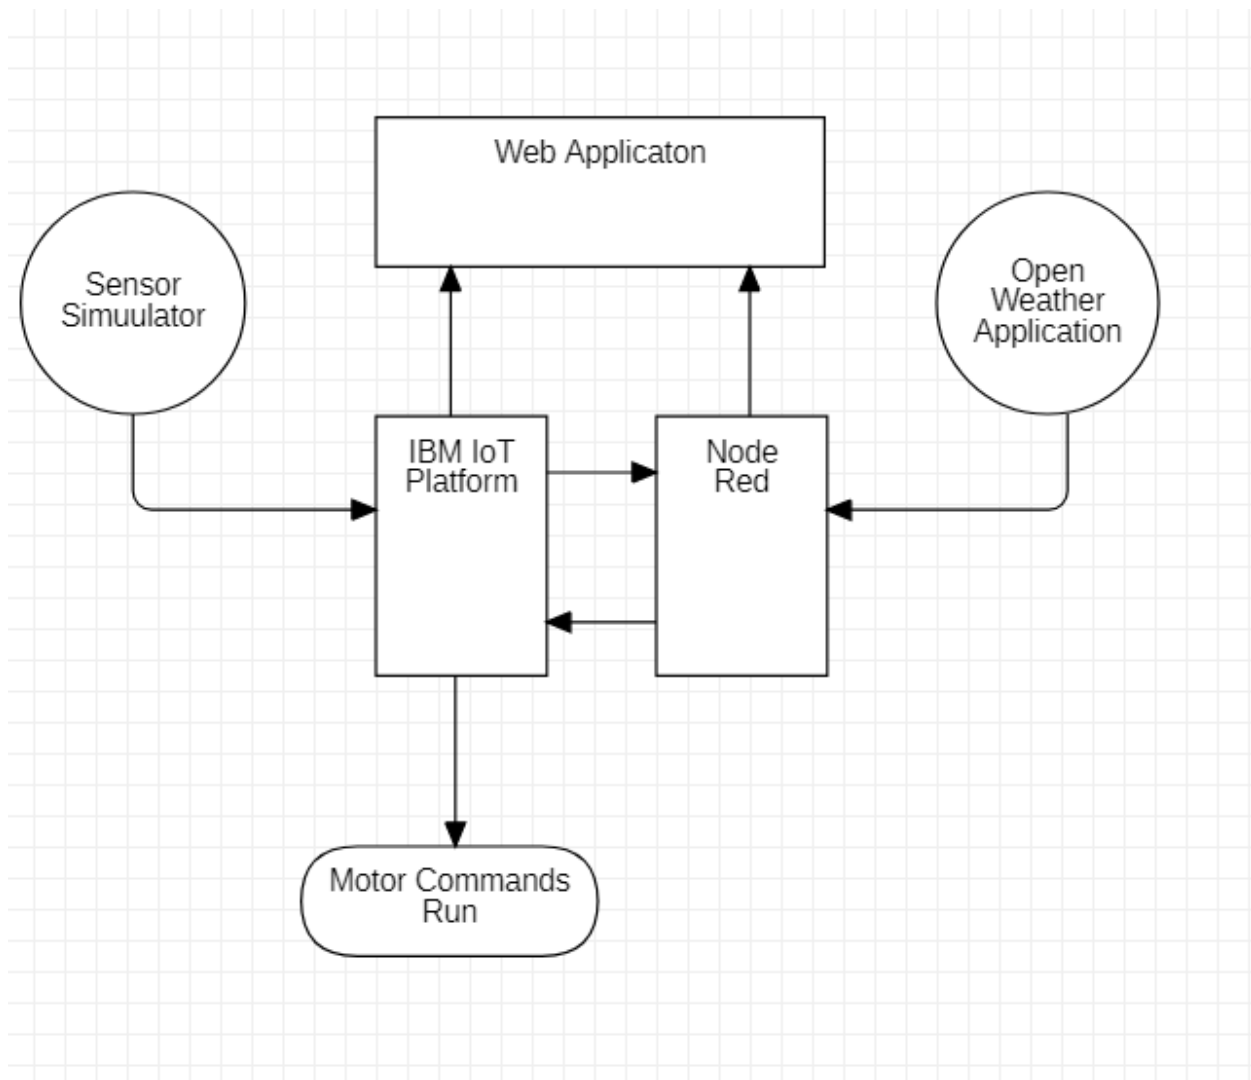 Web Applicaton
Sensor
Simuulator
Open
Weather
Application
IBM IoT
Platform
Node
Red
Motor Commands
Run